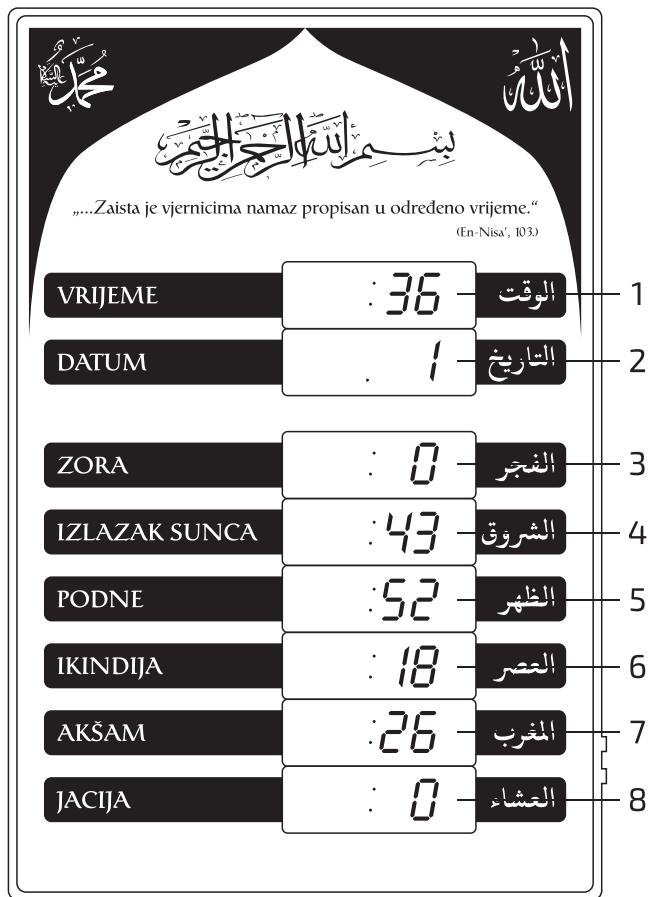 محمد ﷺ
الله
بسم الله الرحمن الرحيم
„...Zaista je vjernicima namaz propisan u određeno vrijeme.“
(En-Nisa’, 103.)
VRIJEME :36 الوقت 1
DATUM . 1 التاريخ 2
ZORA : 0 الفجر 3
IZLAZAK SUNCA :43 الشروق 4
PODNE :52 الظهر 5
IKINDIJA :18 العصر 6
AKŠAM :26 المغرب 7
JACIJA : 0 العشاء 8